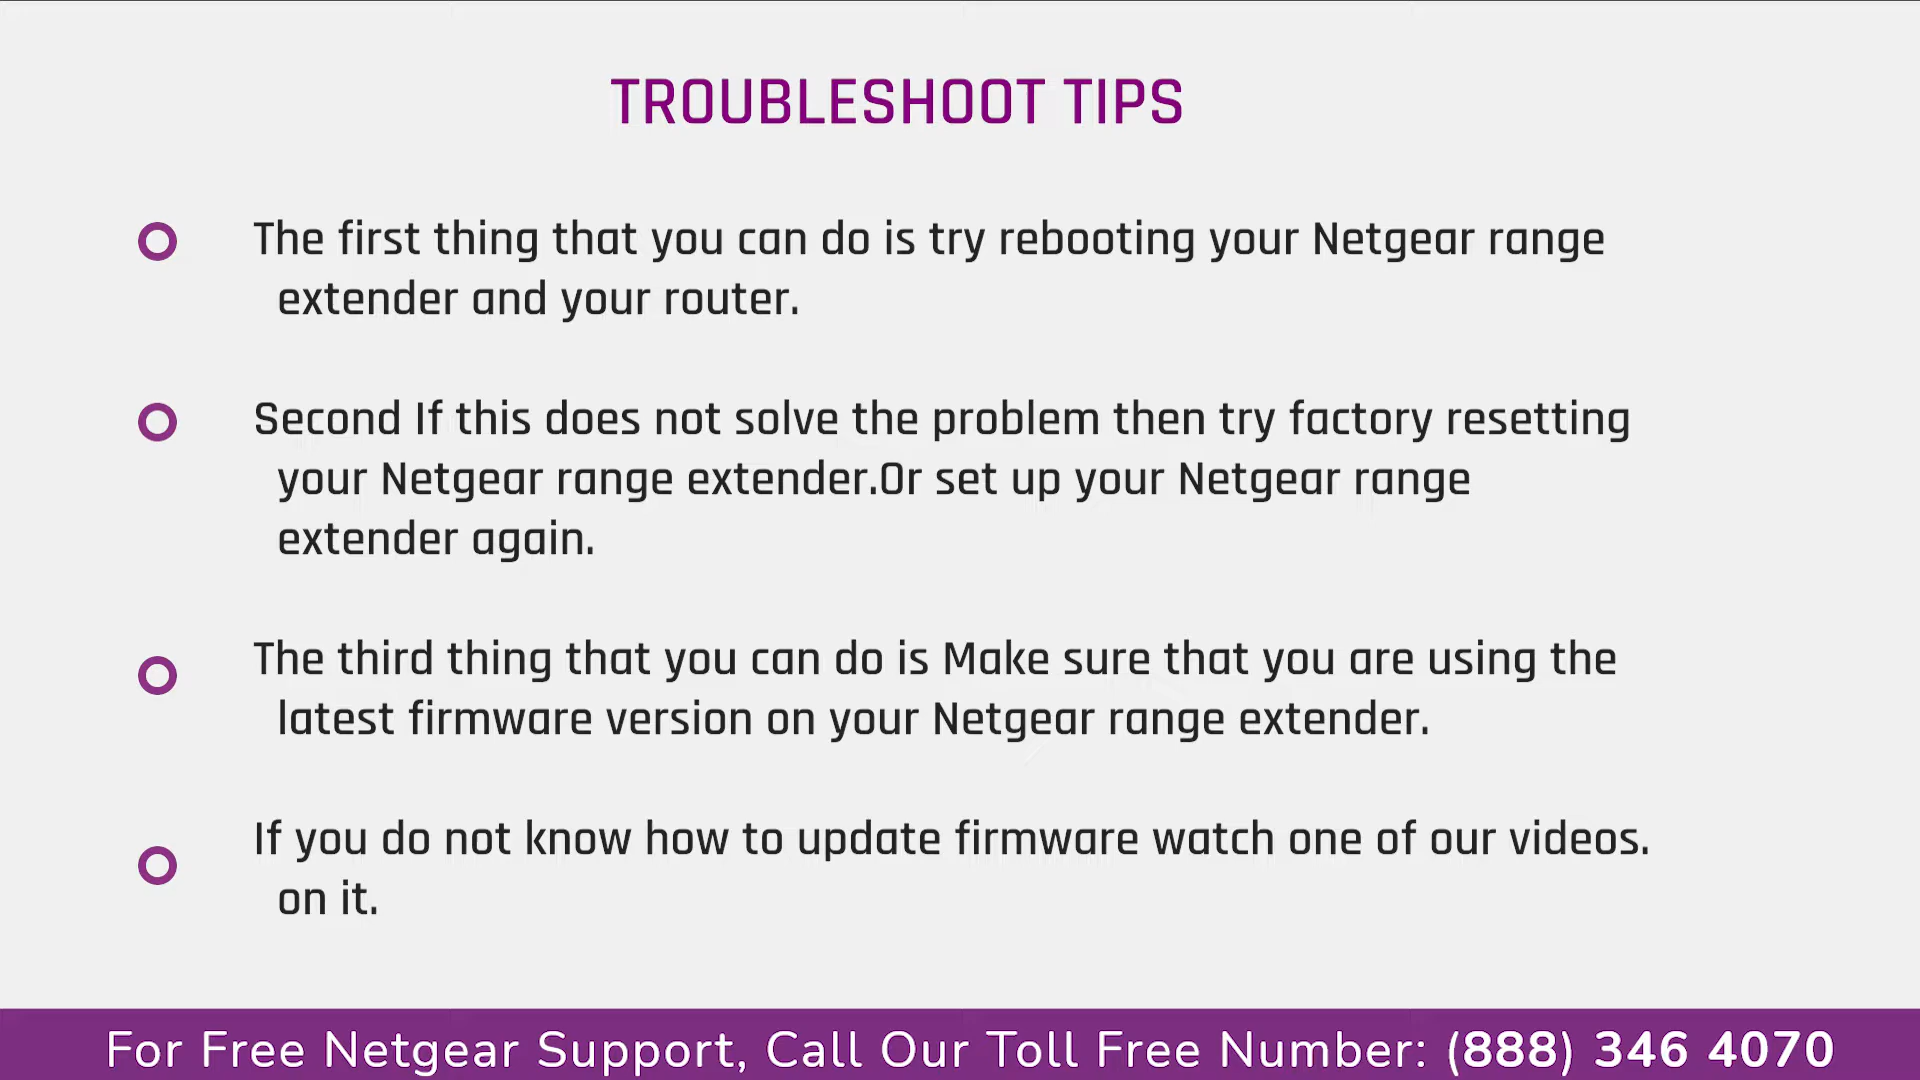 TROUBLESHOOT TIPS
The first thing that you can do is try rebooting your Netgear range
extender and your router.
Second If this does not solve the problem then try factory resetting
your Netgear range extender.Or set up your Netgear range
extender again.
The third thing that you can do is Make sure that you are using the
latest firmware version on your Netgear range extender.
If you do not know how to update firmware watch one of our videos.
on it.
For Free Netgear Support, Call Our Toll Free Number: (888) 346 4070